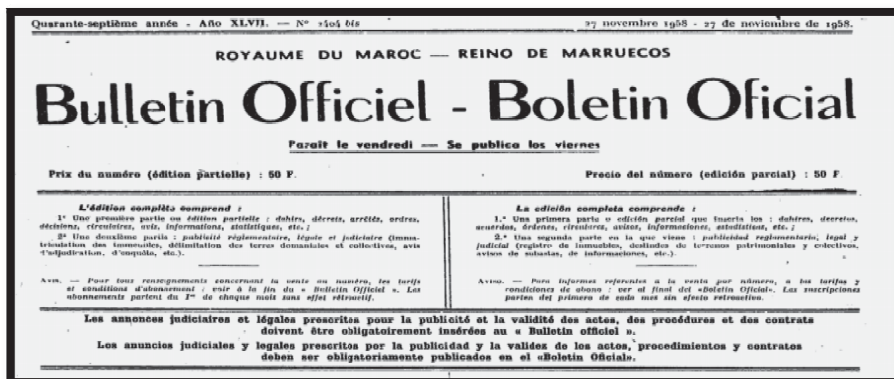 Quarante-septième année - Año XLVII. — N° 2404 bis
27 novembre 1958 - 27 de noviembre de 1958.
ROYAUME DU MAROC — REINO DE MARRUECOS
Bulletin Officiel - Boletin Oficial
Paraît le vendredi — Se publica los viernes
Prix du numéro (édition partielle) : 50 F.
Precio del número (edición parcial) : 50 F.
L'édition complète comprend :
1° Une première partie ou édition partielle : dahirs, décrets, arrêtés, ordres,
décisions, circulaires, avis, informations, statistiques, etc. ;
2° Une deuxième partie : publicité réglementaire, légale et judiciaire (imma-
triculation des immeubles, délimitation des terres domaniales et collectives, avis
d'adjudication, d'enquête, etc.).
Avis. — Pour tous renseignements concernant la vente au numéro, les tarifs
et conditions d'abonnement : voir à la fin du « Bulletin Officiel ». Les
abonnements partent du 1er de chaque mois sans effet rétroactif.
La edición completa comprende :
1.° Una primera parte o edición parcial que inserta los : dahires, decretos,
acuerdos, órdenes, circulares, avisos, informaciones, estadísticas, etc. ;
2.° Una segunda parte en la que viene : publicidad reglamentaria, legal y
judicial (registro de inmuebles, deslindes de terrenos patrimoniales y colectivos,
avisos de subastas, de informaciones, etc.).
Aviso. — Para informes referentes a la venta por número, a las tarifas y
condiciones de abono : ver al final del «Boletin Oficial». Las suscripciones
parten del primero de cada mes sin efecto retroactivo.
Les annonces judiciaires et légales prescrites pour la publicité et la validité des actes, des procédures et des contrats
doivent être obligatoirement insérées au « Bulletin officiel ».
Los anuncios judiciales y legales prescritos por la publicidad y la validez de los actos, procedimientos y contratos
deben ser obligatoriamente publicados en el «Boletin Oficial».